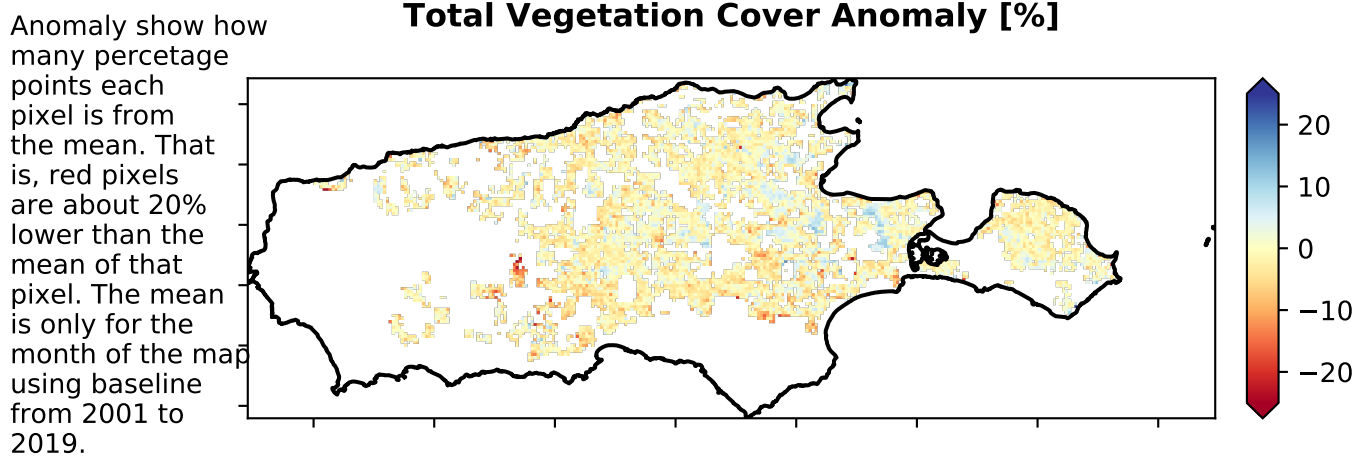 Total Vegetation Cover Anomaly [%]
Anomaly show how
many percetage
points each
pixel is from
the mean. That
is, red pixels
are about 20%
lower than the
mean of that
pixel. The mean
is only for the
month of the map
using baseline
from 2001 to
2019.
20
10
0
−10
−20